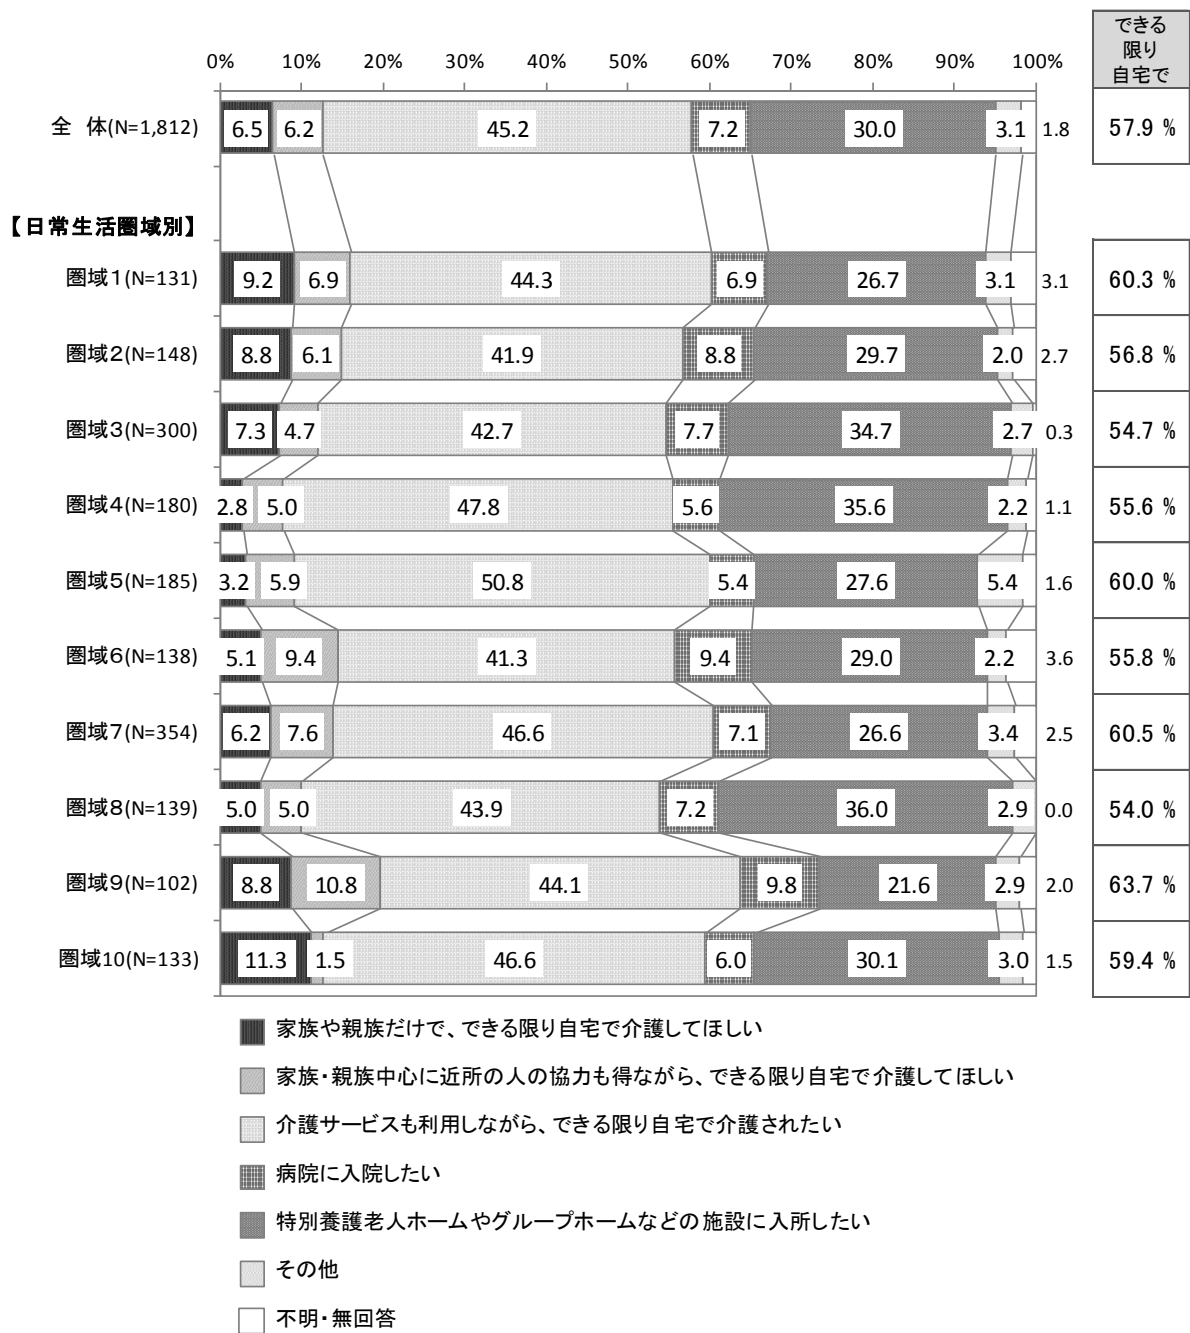 できる
限り
自宅で
0% 10% 20% 30% 40% 50% 60% 70% 80% 90% 100%
全 体(N=1,812) 6.5 6.2 45.2 7.2 30.0 3.1 1.8 57.9 %
【日常生活圏域別】
圏域1(N=131) 9.2 6.9 44.3 6.9 26.7 3.1 3.1 60.3 %
圏域2(N=148) 8.8 6.1 41.9 8.8 29.7 2.0 2.7 56.8 %
圏域3(N=300) 7.3 4.7 42.7 7.7 34.7 2.7 0.3 54.7 %
圏域4(N=180) 2.8 5.0 47.8 5.6 35.6 2.2 1.1 55.6 %
圏域5(N=185) 3.2 5.9 50.8 5.4 27.6 5.4 1.6 60.0 %
圏域6(N=138) 5.1 9.4 41.3 9.4 29.0 2.2 3.6 55.8 %
圏域7(N=354) 6.2 7.6 46.6 7.1 26.6 3.4 2.5 60.5 %
圏域8(N=139) 5.0 5.0 43.9 7.2 36.0 2.9 0.0 54.0 %
圏域9(N=102) 8.8 10.8 44.1 9.8 21.6 2.9 2.0 63.7 %
圏域10(N=133) 11.3 1.5 46.6 6.0 30.1 3.0 1.5 59.4 %
家族や親族だけで、できる限り自宅で介護してほしい
家族・親族中心に近所の人の協力も得ながら、できる限り自宅で介護してほしい
介護サービスも利用しながら、できる限り自宅で介護されたい
病院に入院したい
特別養護老人ホームやグループホームなどの施設に入所したい
その他
不明・無回答